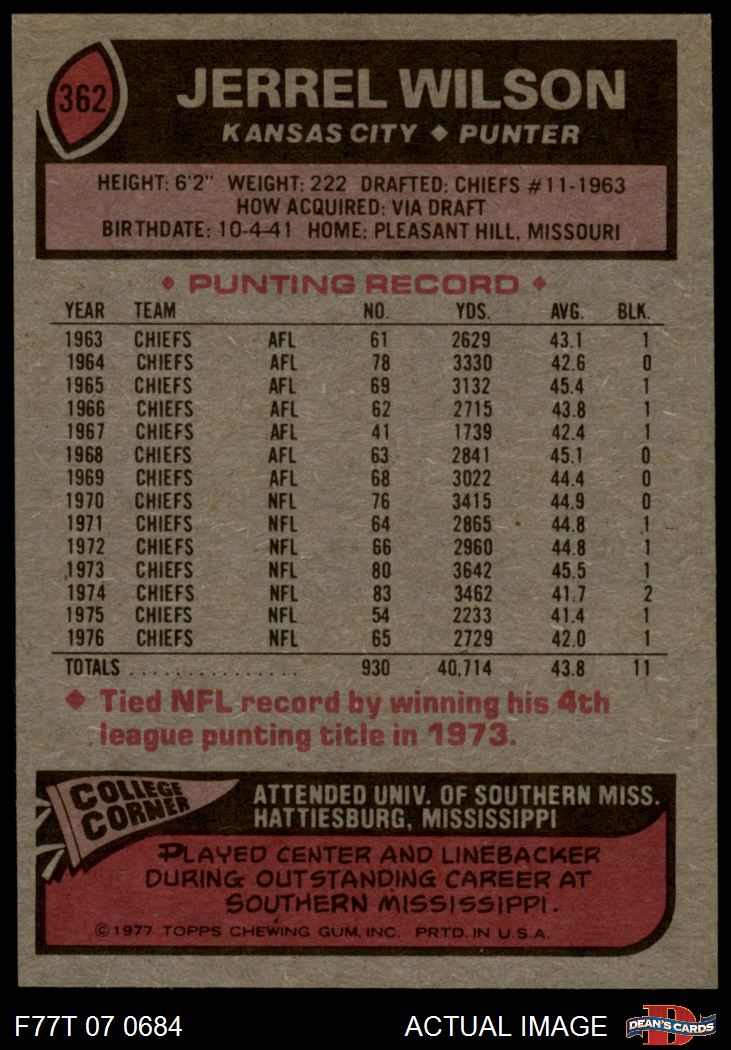 362
JERREL WILSON
KANSAS CITY ♦ PUNTER
HEIGHT: 6'2" WEIGHT: 222 DRAFTED: CHIEFS #11-1963
HOW ACQUIRED: VIA DRAFT
BIRTHDATE: 10-4-41 HOME: PLEASANT HILL, MISSOURI
♦ PUNTING RECORD ♦
YEAR TEAM NO. YDS. AVG. BLK.
1963 CHIEFS AFL 61 2629 43.1 1
1964 CHIEFS AFL 78 3330 42.6 0
1965 CHIEFS AFL 69 3132 45.4 1
1966 CHIEFS AFL 62 2715 43.8 1
1967 CHIEFS AFL 41 1739 42.4 1
1968 CHIEFS AFL 63 2841 45.1 0
1969 CHIEFS AFL 68 3022 44.4 0
1970 CHIEFS NFL 76 3415 44.9 0
1971 CHIEFS NFL 64 2865 44.8 1
1972 CHIEFS NFL 66 2960 44.8 1
1973 CHIEFS NFL 80 3642 45.5 1
1974 CHIEFS NFL 83 3462 41.7 2
1975 CHIEFS NFL 54 2233 41.4 1
1976 CHIEFS NFL 65 2729 42.0 1
TOTALS . . . . . . . . . . . . . . . 930 40,714 43.8 11
♦ Tied NFL record by winning his 4th
league punting title in 1973.
COLLEGE
CORNER
ATTENDED UNIV. OF SOUTHERN MISS.
HATTIESBURG, MISSISSIPPI
PLAYED CENTER AND LINEBACKER
DURING OUTSTANDING CAREER AT
SOUTHERN MISSISSIPPI.
©1977 TOPPS CHEWING GUM, INC. PRTD. IN U.S.A.
F77T 07 0684 ACTUAL IMAGE
D
DEAN'S CARDS